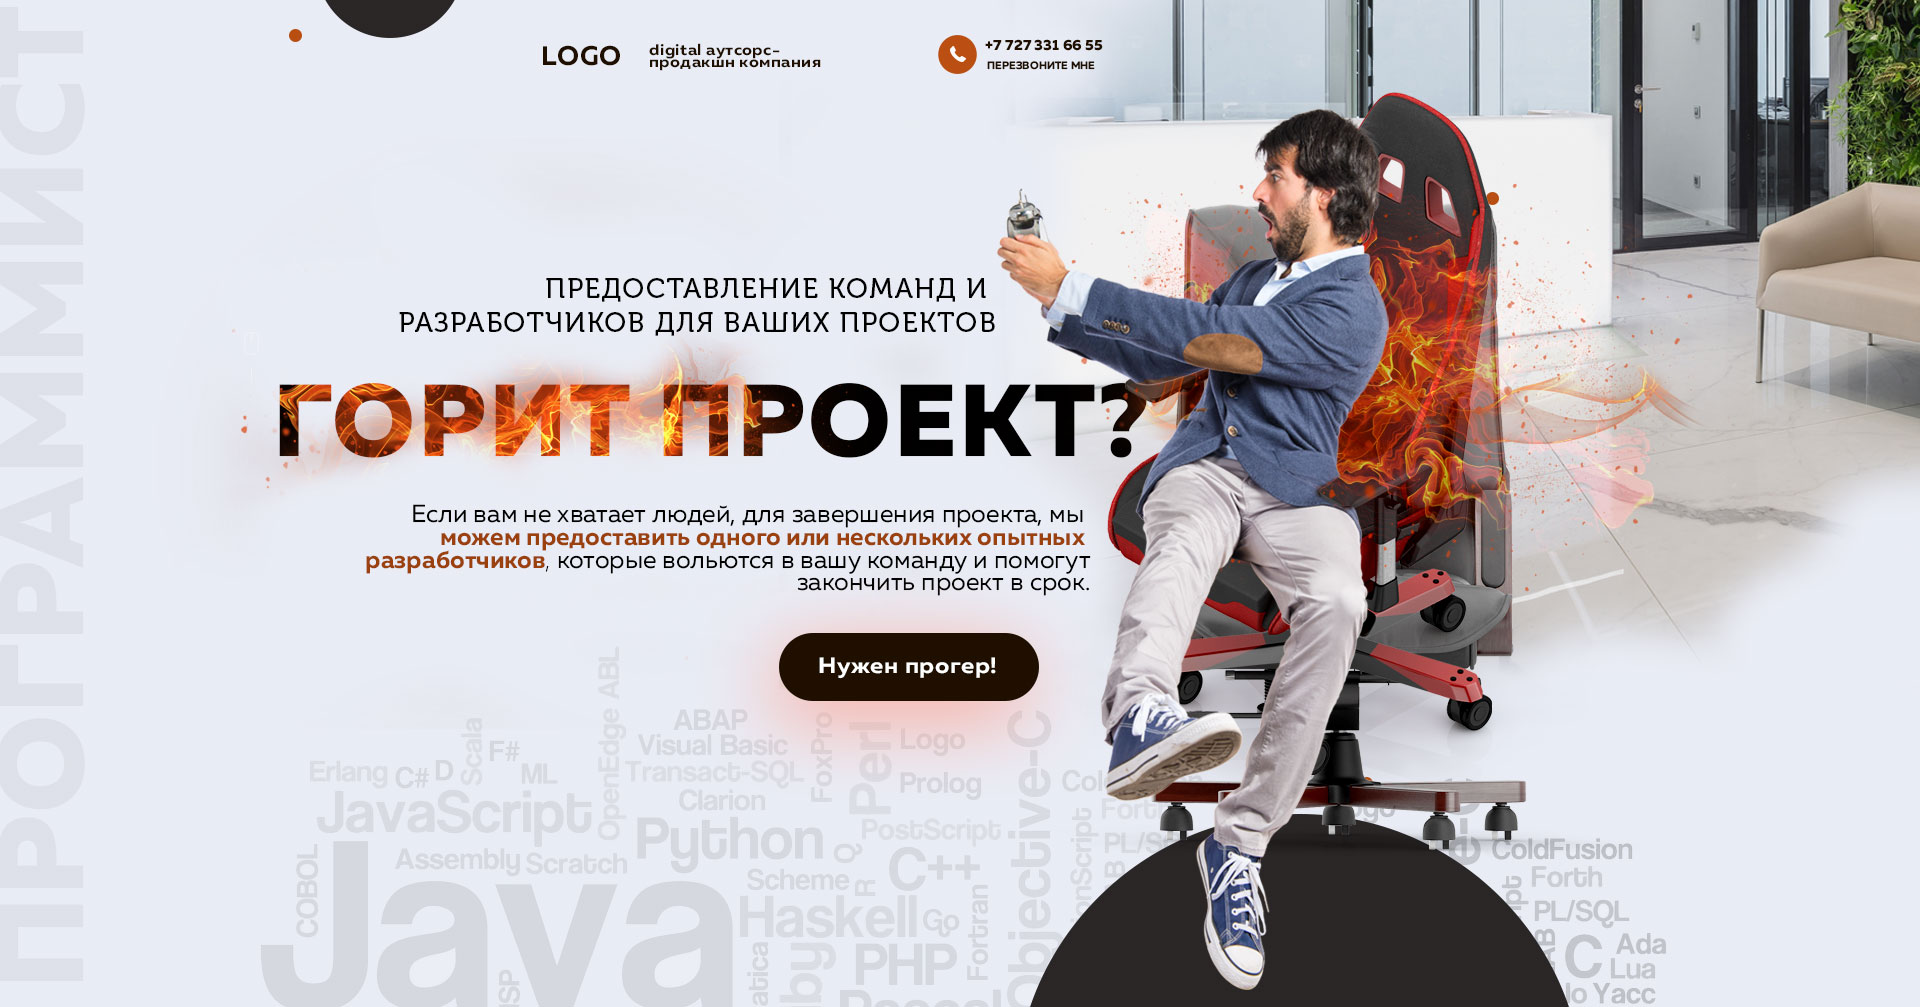 LOGO
digital аутсорс-
продакшн компания
+7 727 331 66 55
ПЕРЕЗВОНИТЕ МНЕ
ПРОГРАММИСТ
ПРЕДОСТАВЛЕНИЕ КОМАНД И
РАЗРАБОТЧИКОВ ДЛЯ ВАШИХ ПРОЕКТОВ
ГОРИТ ПРОЕКТ?
Если вам не хватает людей, для завершения проекта, мы
можем предоставить одного или нескольких опытных
разработчиков, которые вольются в вашу команду и помогут
закончить проект в срок.
Нужен прогер!
Erlang
C#
D
Scala
F#
ML
OpenEdge ABL
ABAP
Visual Basic
Transact-SQL
Clarion
FoxPro
Perl
Logo
Prolog
JavaScript
Python
PostScript
Objective-C
COBOL
Assembly
Scratch
Scheme
Q
R
C++
Java
Haskell
Go
Fortran
PHP
ColdFusion
Forth
PL/SQL
C
Ada
Lua
Yacc